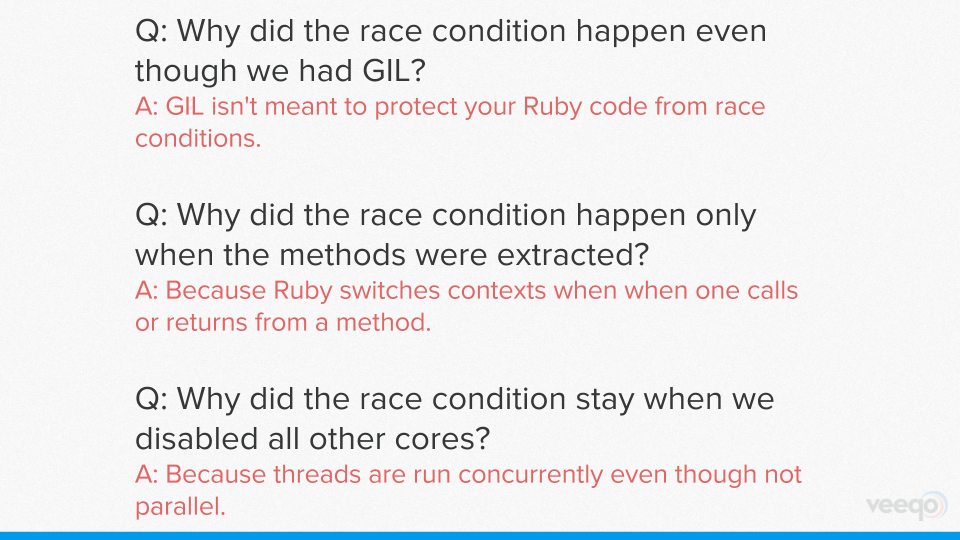 Q: Why did the race condition happen even
though we had GIL?
A: GIL isn't meant to protect your Ruby code from race
conditions.
Q: Why did the race condition happen only
when the methods were extracted?
A: Because Ruby switches contexts when when one calls
or returns from a method.
Q: Why did the race condition stay when we
disabled all other cores?
A: Because threads are run concurrently even though not
parallel.
veeqo